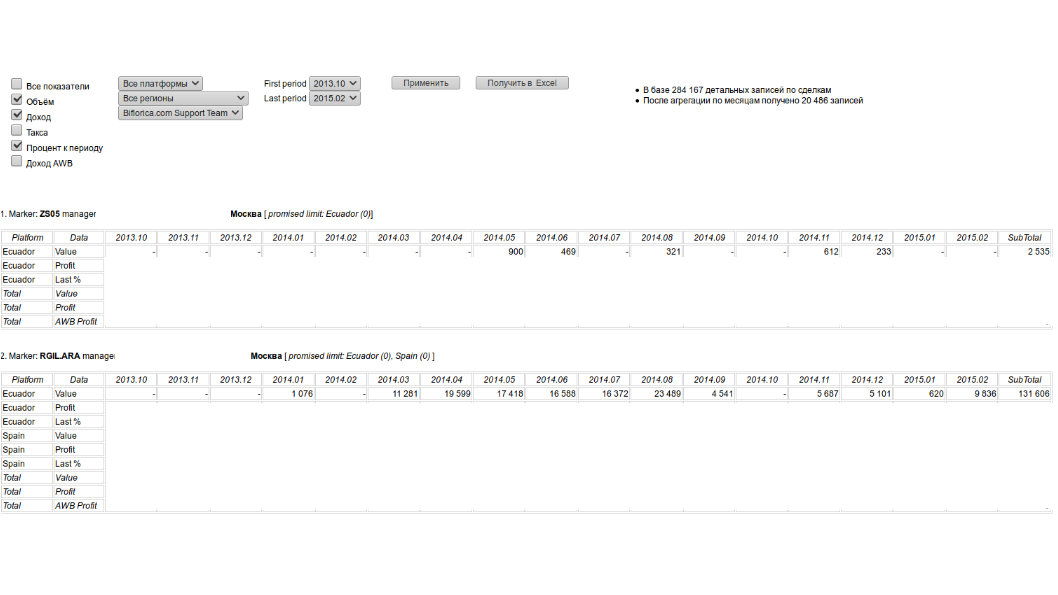 Все показатели
Объём
Доход
Такса
Процент к периоду
Доход AWB
Все платформы
Все регионы
Biflorica.com Support Team
First period 2013.10
Last period 2015.02
Применить
Получить в Excel
В базе 284 167 детальных записей по сделкам
После агрегации по месяцам получено 20 486 записей
1. Marker: ZS05 manager Москва [ promised limit: Ecuador (0)]
Platform Data 2013.10 2013.11 2013.12 2014.01 2014.02 2014.03 2014.04 2014.05 2014.06 2014.07 2014.08 2014.09 2014.10 2014.11 2014.12 2015.01 2015.02 SubTotal
Ecuador Value - - - - - - - 900 469 - 321 - - 612 233 - - 2 535
Ecuador Profit
Ecuador Last %
Total Value
Total Profit
Total AWB Profit -
2. Marker: RGIL.ARA manager Москва [ promised limit: Ecuador (0), Spain (0) ]
Platform Data 2013.10 2013.11 2013.12 2014.01 2014.02 2014.03 2014.04 2014.05 2014.06 2014.07 2014.08 2014.09 2014.10 2014.11 2014.12 2015.01 2015.02 SubTotal
Ecuador Value - - - 1 076 - 11 281 19 599 17 418 16 588 16 372 23 489 4 541 - 5 687 5 101 620 9 836 131 606
Ecuador Profit
Ecuador Last %
Spain Value
Spain Profit
Spain Last %
Total Value
Total Profit
Total AWB Profit -